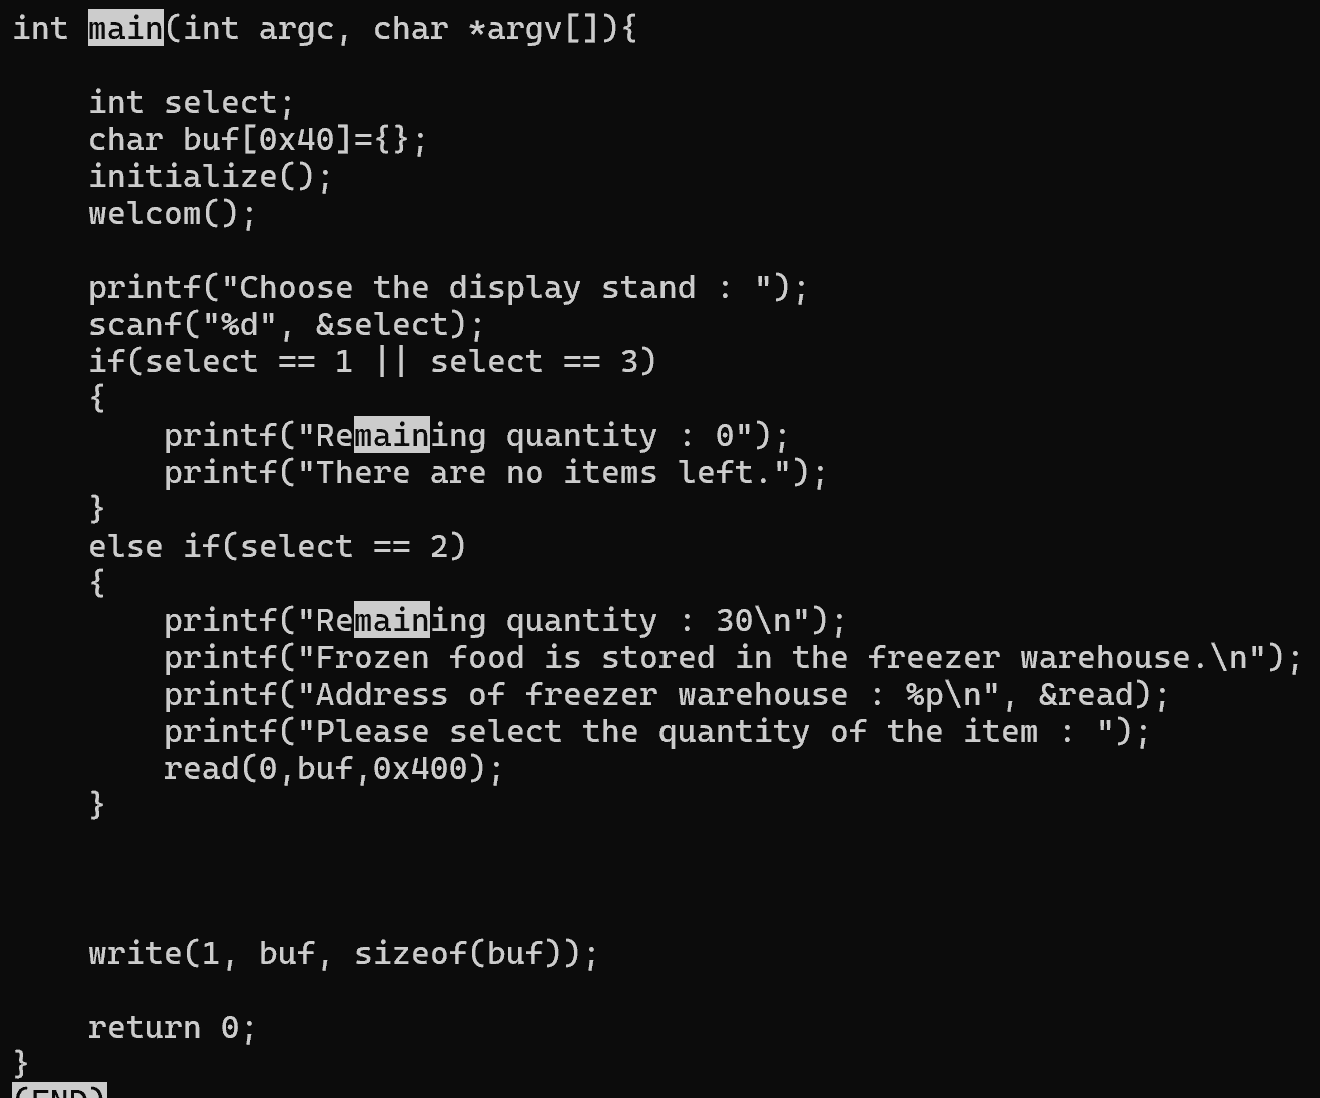 int main(int argc, char *argv[]){
    int select;
    char buf[0x40]={};
    initialize();
    welcom();
    printf("Choose the display stand : ");
    scanf("%d", &select);
    if(select == 1 || select == 3)
    {
        printf("Remaining quantity : 0");
        printf("There are no items left.");
    }
    else if(select == 2)
    {
        printf("Remaining quantity : 30\n");
        printf("Frozen food is stored in the freezer warehouse.\n");
        printf("Address of freezer warehouse : %p\n", &read);
        printf("Please select the quantity of the item : ");
        read(0,buf,0x400);
    }
    write(1, buf, sizeof(buf));
    return 0;
}
(END)